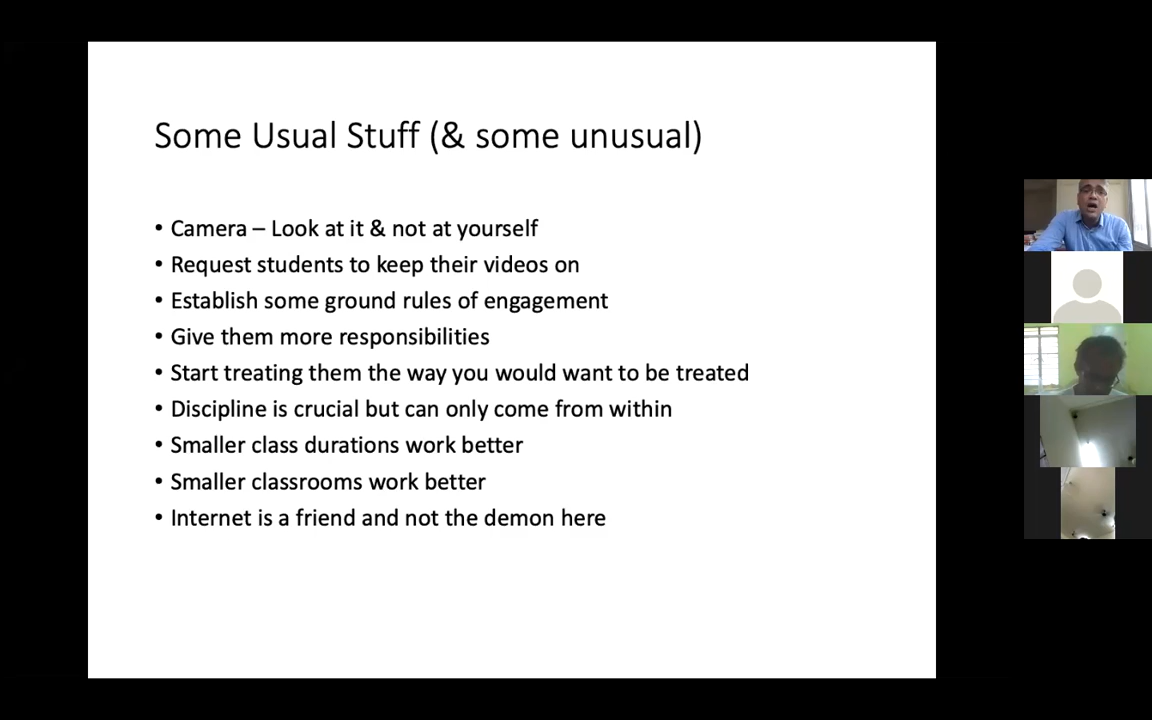 Some Usual Stuff (& some unusual)
• Camera – Look at it & not at yourself
• Request students to keep their videos on
• Establish some ground rules of engagement
• Give them more responsibilities
• Start treating them the way you would want to be treated
• Discipline is crucial but can only come from within
• Smaller class durations work better
• Smaller classrooms work better
• Internet is a friend and not the demon here